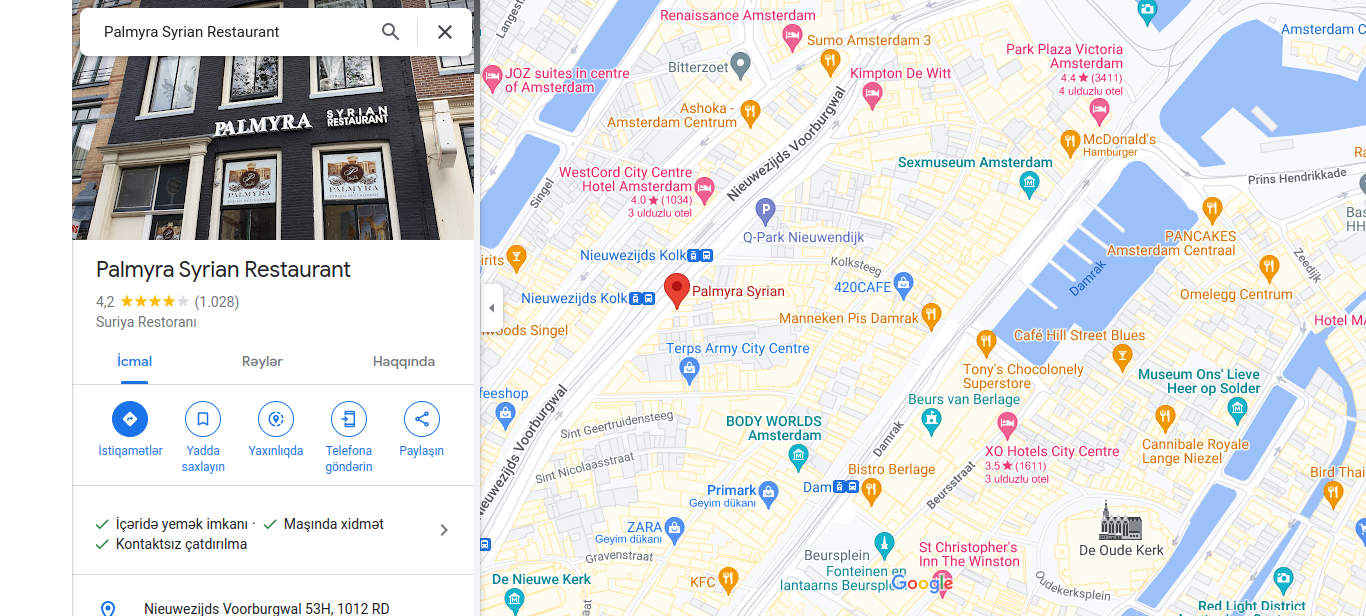 Palmyra Syrian Restaurant
PALMYRA
SYRIAN
RESTAURANT
PALMYRA
PALMYRA
Palmyra Syrian Restaurant
4,2 (1.028)
Suriya Restoranı
İcmal
Rəylər
Haqqında
İstiqamətlər
Yadda
saxlayın
Yaxınlıqda
Telefona
göndərin
Paylaşın
İçəridə yemək imkanı · Maşında xidmət
Kontaktsız çatdırılma
Nieuwezijds Voorburgwal 53H, 1012 RD
Renaissance Amsterdam
Sumo Amsterdam 3
Amsterdam C
Park Plaza Victoria
Amsterdam
4.4 ★ (3411)
4 ulduzlu otel
Bitterzoet
JOZ suites in centre
of Amsterdam
Kimpton De Witt
Ashoka -
Amsterdam Centrum
McDonald's
Hamburger
Nieuwezijds Voorburgwal
Sexmuseum Amsterdam
WestCord City Centre
Hotel Amsterdam
4.0 ★ (1034)
3 ulduzlu otel
Singel
Prins Hendrikkade
P
Q-Park Nieuwendijk
PANCAKES
Amsterdam Centraal
Nieuwezijds Kolk
Kolksteeg
Zeedijk
Damrak
420CAFE
Nieuwezijds Kolk
Palmyra Syrian
Omelegg Centrum
Manneken Pis Damrak
Singel
Café Hill Street Blues
Terps Army City Centre
Tony's Chocolonely
Superstore
Museum Ons' Lieve
Heer op Solder
Beurs van Berlage
Sint Geertruidensteeg
BODY WORLDS
Amsterdam
Damrak
Nieuwezijds Voorburgwal
Sint Nicolaasstraat
XO Hotels City Centre
3.5 ★ (1611)
3 ulduzlu otel
Cannibale Royale
Lange Niezel
Bistro Berlage
Beursstraat
Bird Thai
Primark
Geyim dükanı
Dam
ZARA
Geyim dükanı
Gravenstraat
De Oude Kerk
Beursplein
St Christopher's
Inn The Winston
Fonteinen en
lantaarns Beursplein
Google
De Nieuwe Kerk
KFC
Oudekerksplein
Red Light District